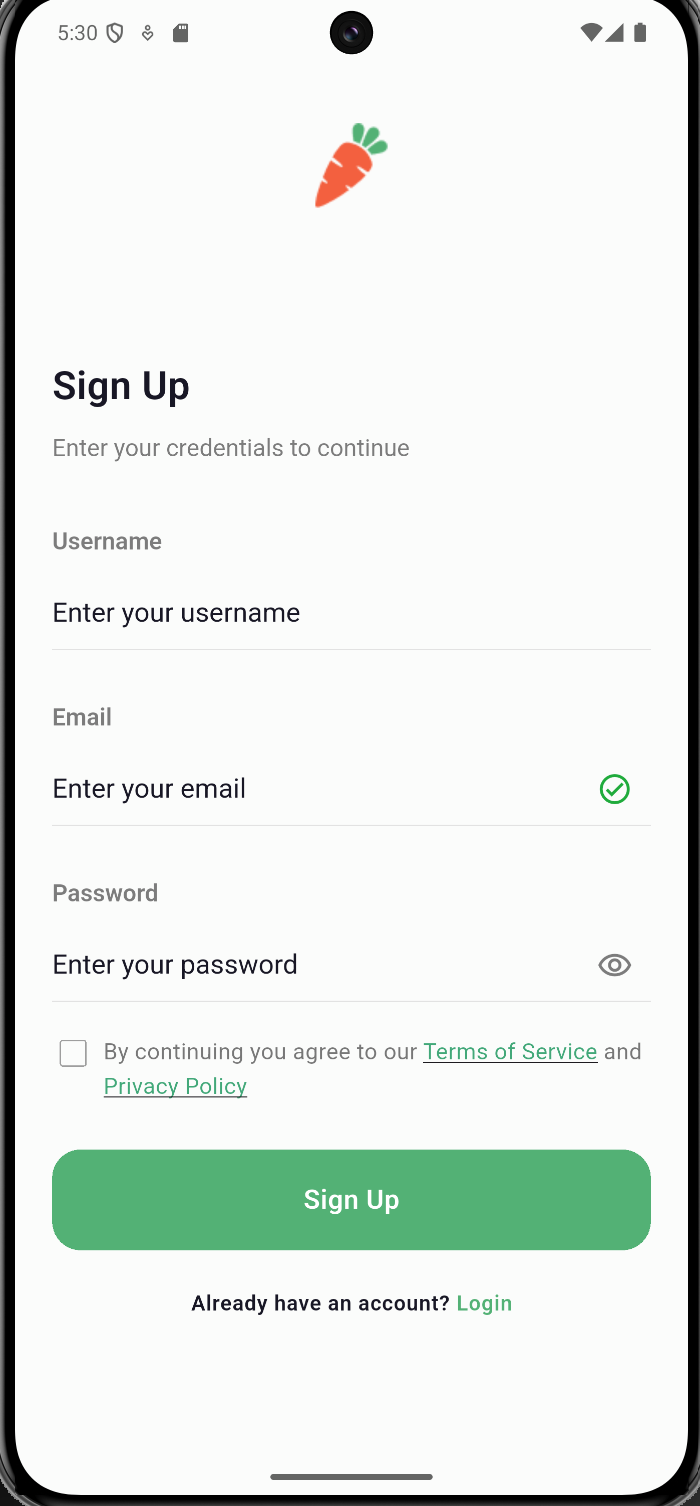 5:30
Sign Up
Enter your credentials to continue
Username
Enter your username
Email
Enter your email
Password
Enter your password
By continuing you agree to our Terms of Service and
Privacy Policy
Sign Up
Already have an account? Login